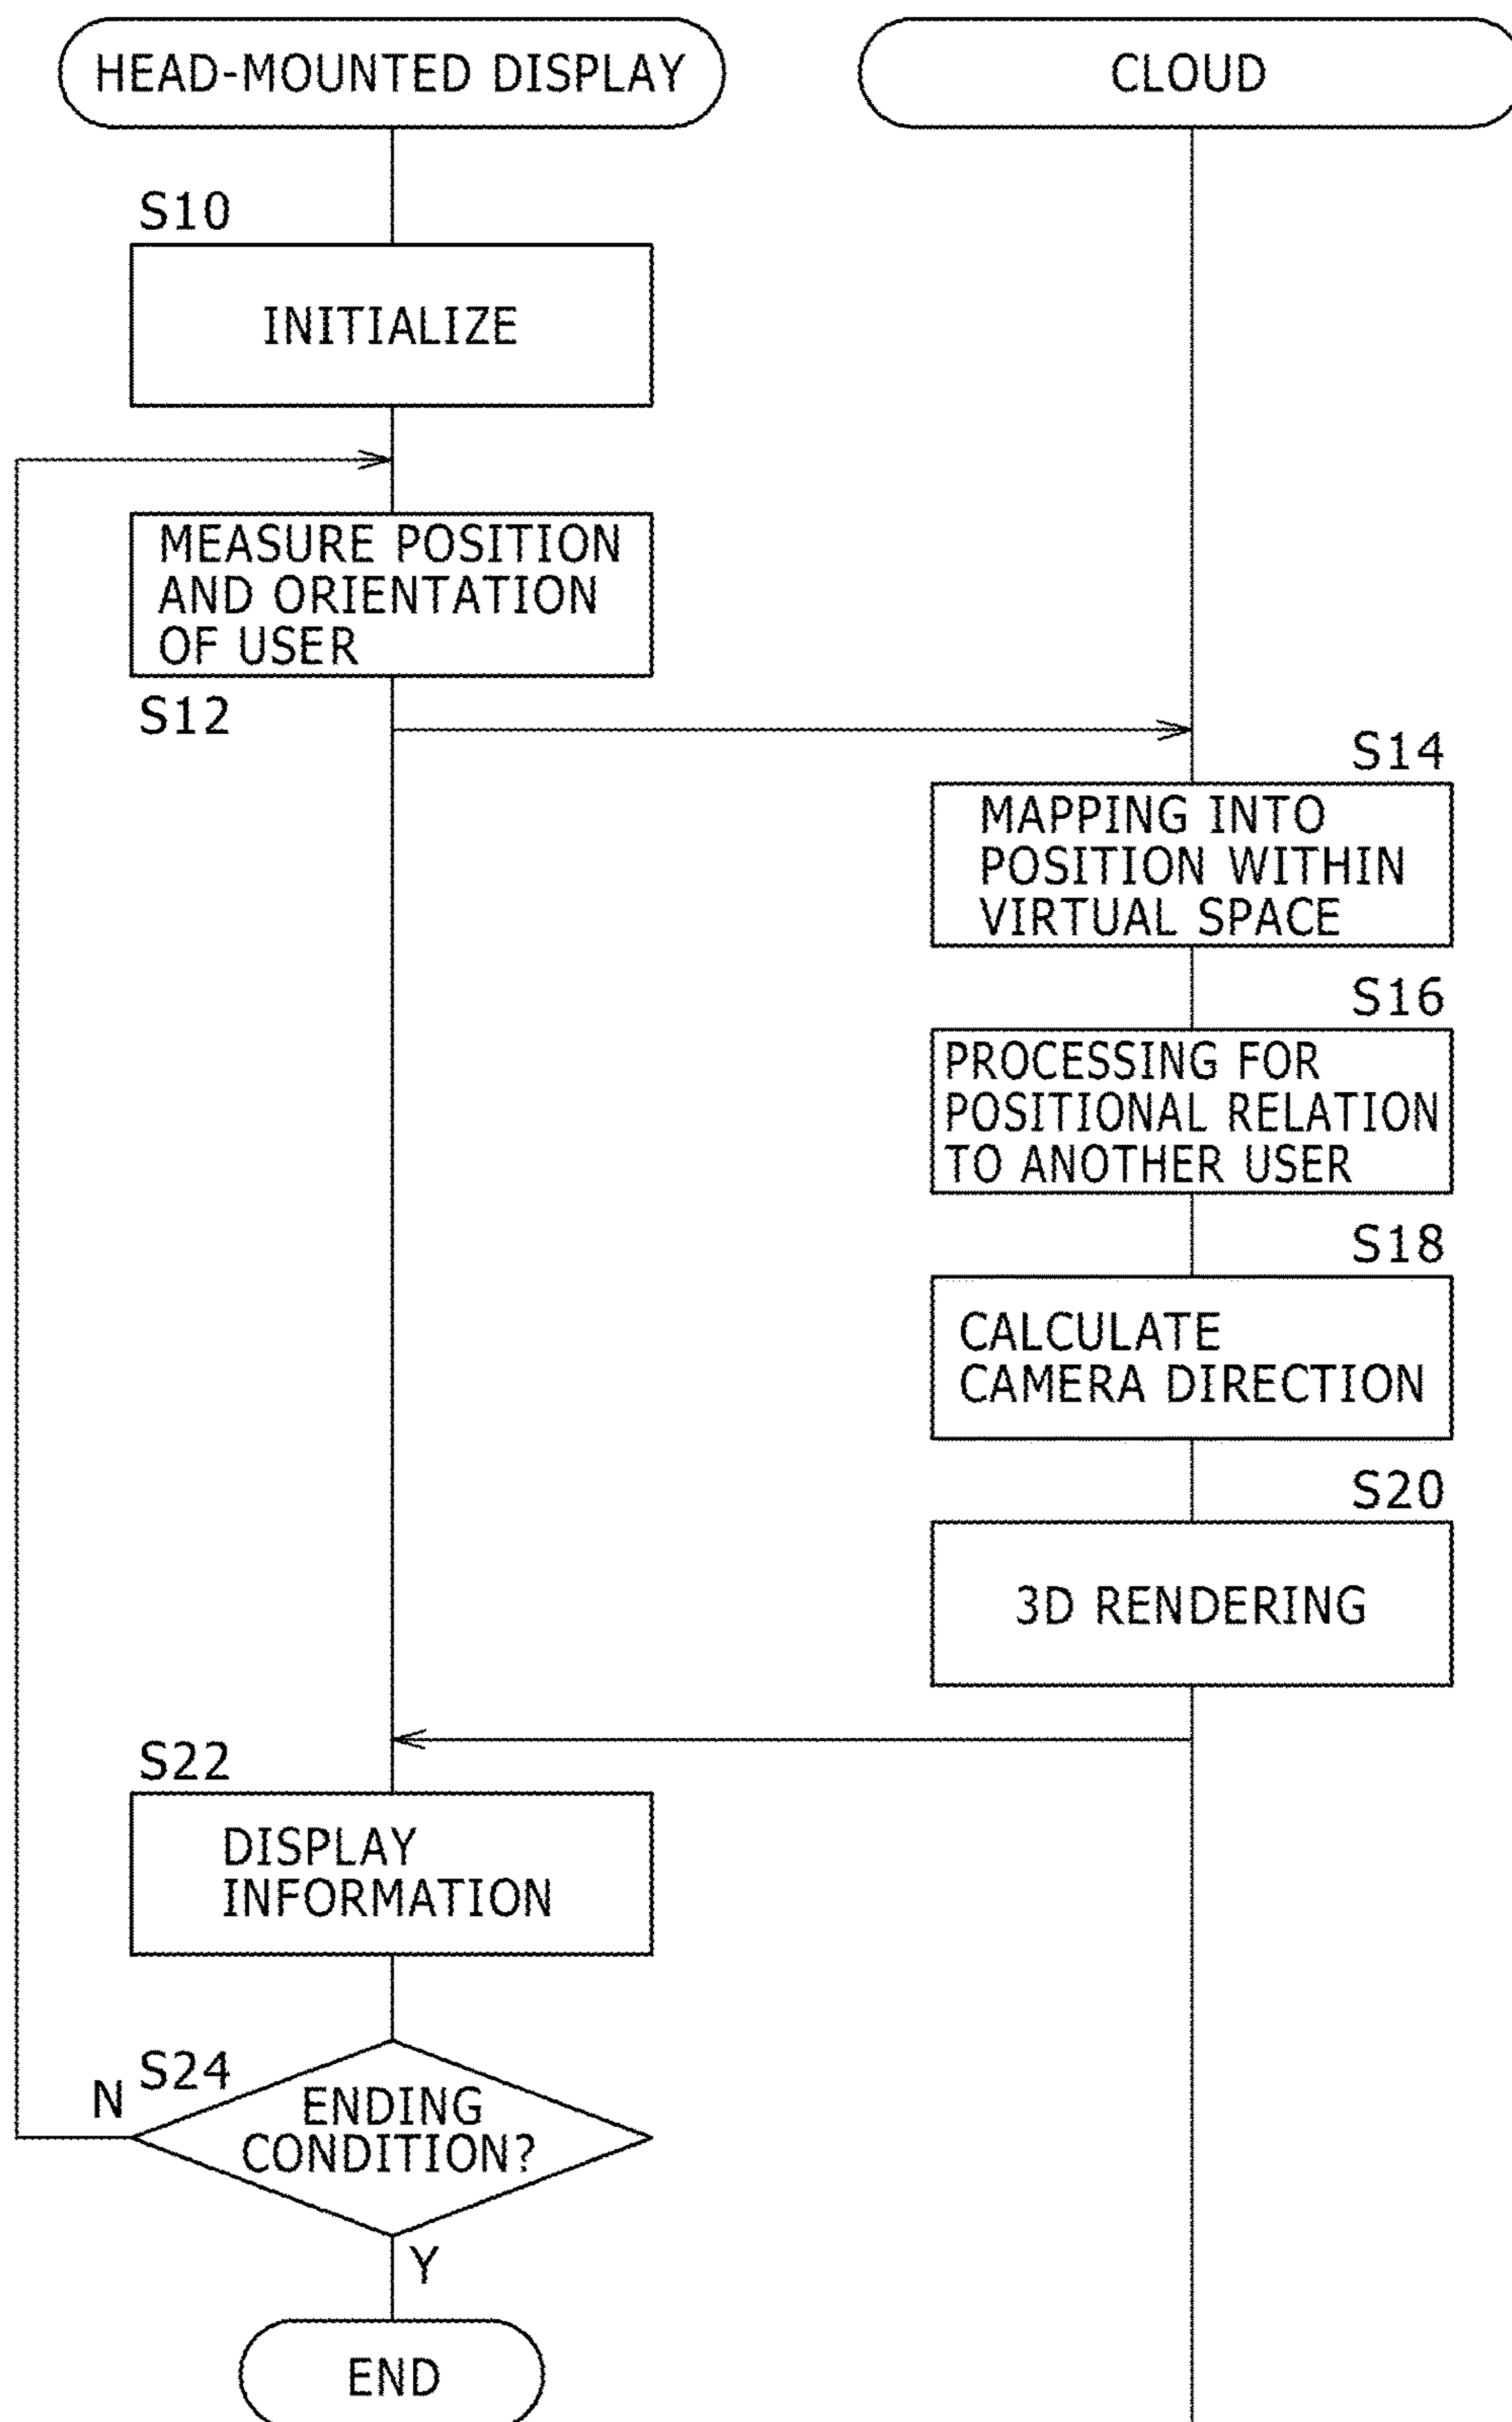 HEAD-MOUNTED DISPLAY
CLOUD
S10
INITIALIZE
MEASURE POSITION
AND ORIENTATION
OF USER
S12
S14
MAPPING INTO
POSITION WITHIN
VIRTUAL SPACE
S16
PROCESSING FOR
POSITIONAL RELATION
TO ANOTHER USER
S18
CALCULATE
CAMERA DIRECTION
S20
3D RENDERING
S22
DISPLAY
INFORMATION
S24
N
ENDING
CONDITION?
Y
END